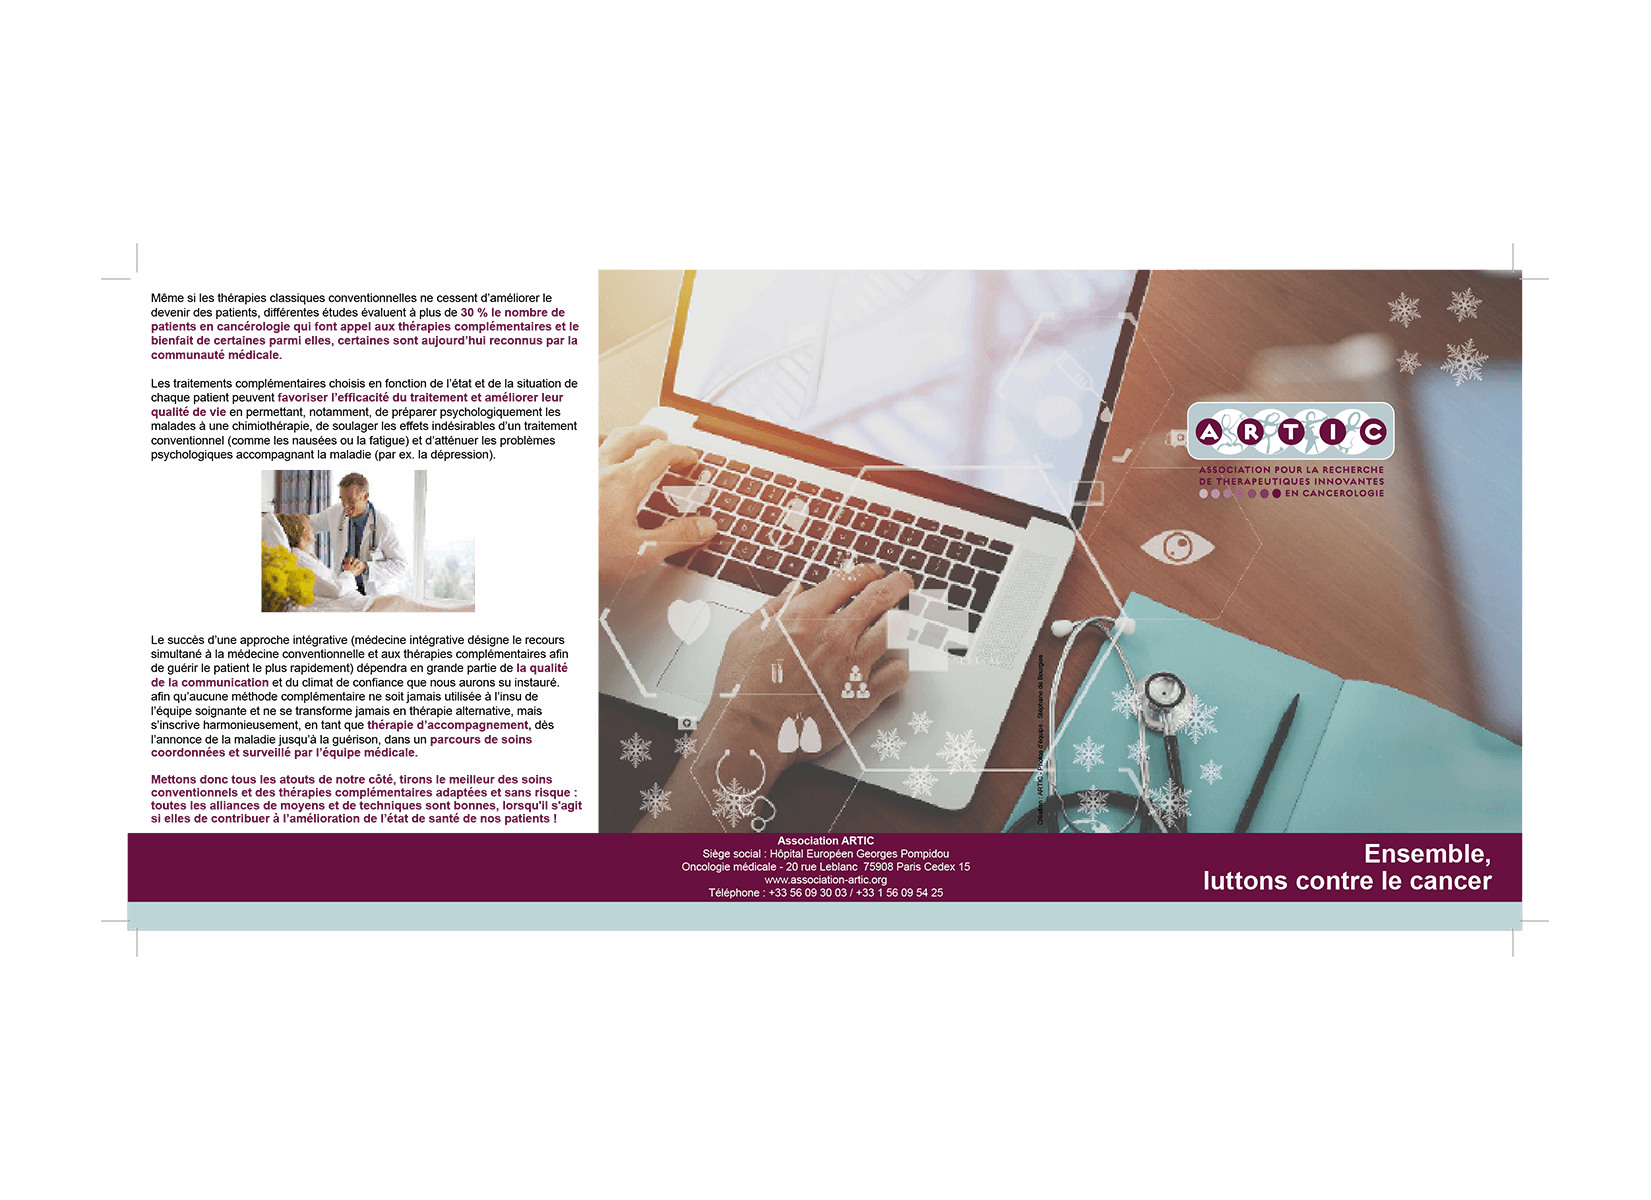 Même si les thérapies classiques conventionnelles ne cessent d'améliorer le
devenir des patients, différentes études évaluent à plus de 30 % le nombre de
patients en cancérologie qui font appel aux thérapies complémentaires et le
bienfait de certaines parmi elles, certaines sont aujourd'hui reconnus par la
communauté médicale.
Les traitements complémentaires choisis en fonction de l'état et de la situation de
chaque patient peuvent favoriser l'efficacité du traitement et améliorer leur
qualité de vie en permettant, notamment, de préparer psychologiquement les
malades à une chimiothérapie, de soulager les effets indésirables d'un traitement
conventionnel (comme les nausées ou la fatigue) et d'atténuer les problèmes
psychologiques accompagnant la maladie (par ex. la dépression).
Le succès d'une approche intégrative (médecine intégrative désigne le recours
simultané à la médecine conventionnelle et aux thérapies complémentaires afin
de guérir le patient le plus rapidement) dépendra en grande partie de la qualité
de la communication et du climat de confiance que nous aurons su instauré.
afin qu'aucune méthode complémentaire ne soit jamais utilisée à l'insu de
l'équipe soignante et ne se transforme jamais en thérapie alternative, mais
s'inscrive harmonieusement, en tant que thérapie d'accompagnement, dès
l'annonce de la maladie jusqu'à la guérison, dans un parcours de soins
coordonnées et surveillé par l'équipe médicale.
Mettons donc tous les atouts de notre côté, tirons le meilleur des soins
conventionnels et des thérapies complémentaires adaptées et sans risque :
toutes les alliances de moyens et de techniques sont bonnes, lorsqu'il s'agit
si elles de contribuer à l'amélioration de l'état de santé de nos patients !
Association ARTIC
Siège social : Hôpital Européen Georges Pompidou
Oncologie médicale - 20 rue Leblanc 75908 Paris Cedex 15
www.association-artic.org
Téléphone : +33 56 09 30 03 / +33 1 56 09 54 25
Création : ARTIC - Photos d'équipe : Stéphane de Bourgies
ARTIC
ASSOCIATION POUR LA RECHERCHE
DE THERAPEUTIQUES INNOVANTES
EN CANCEROLOGIE
Ensemble,
luttons contre le cancer